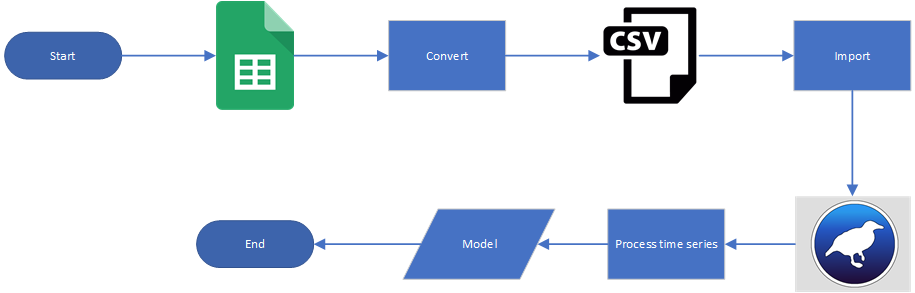 Start
Convert
CSV
Import
End
Model
Process time series